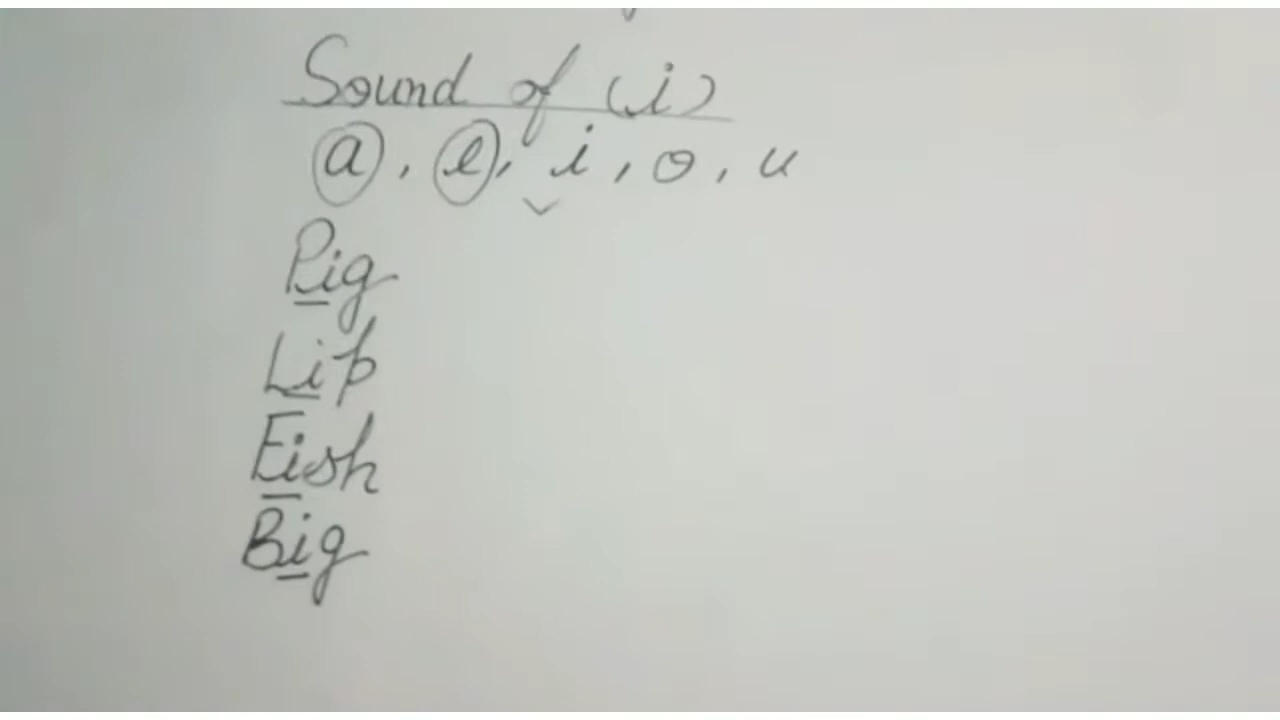 Sound of (i)
a, e, i, o, u
Pig
Lip
Fish
Big